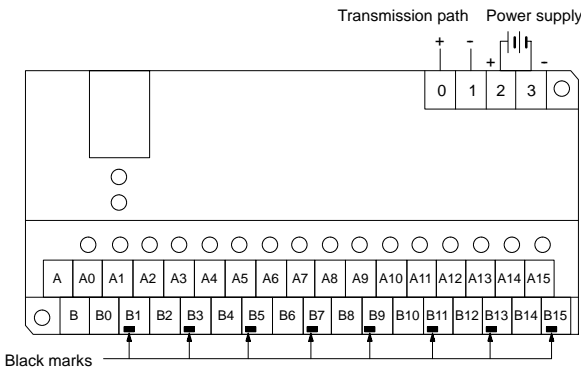 Transmission path Power supply
+ - + -
0 1 2 3
A A0 A1 A2 A3 A4 A5 A6 A7 A8 A9 A10 A11 A12 A13 A14 A15
B B0 B1 B2 B3 B4 B5 B6 B7 B8 B9 B10 B11 B12 B13 B14 B15
Black marks